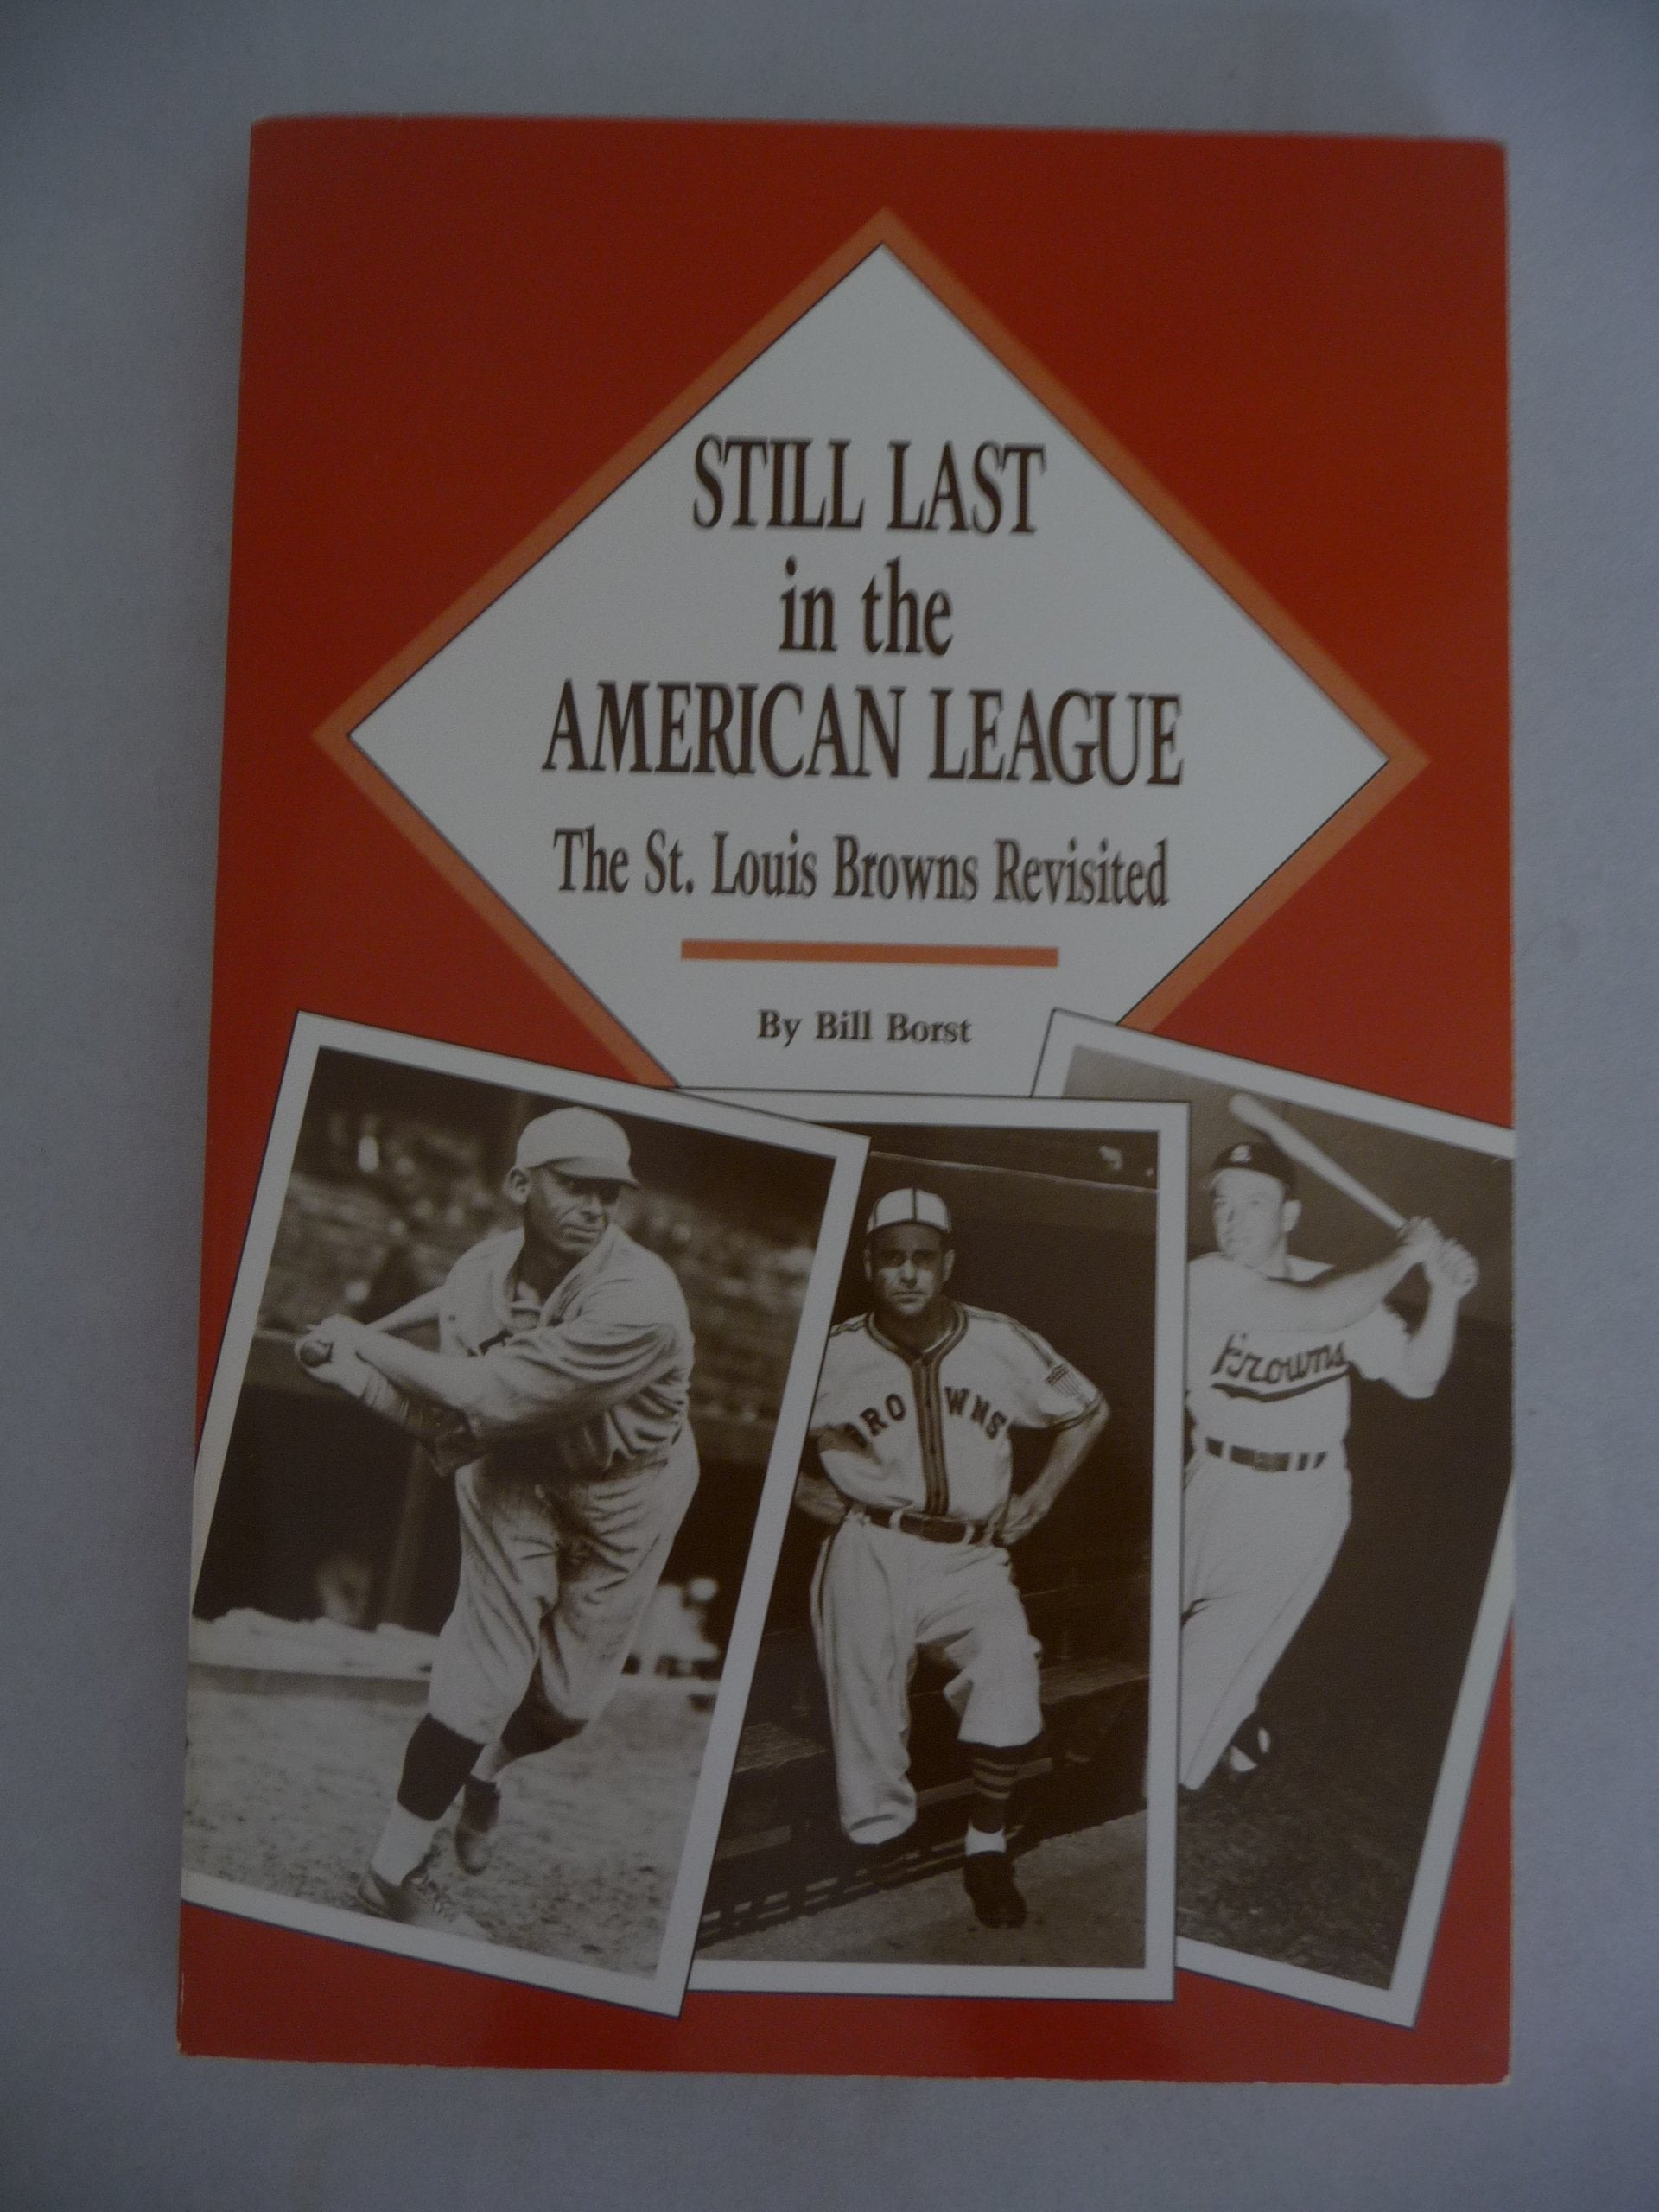 STILL LAST
in the
AMERICAN LEAGUE
The St. Louis Browns Revisited
By Bill Borst
BROWNS
Browns